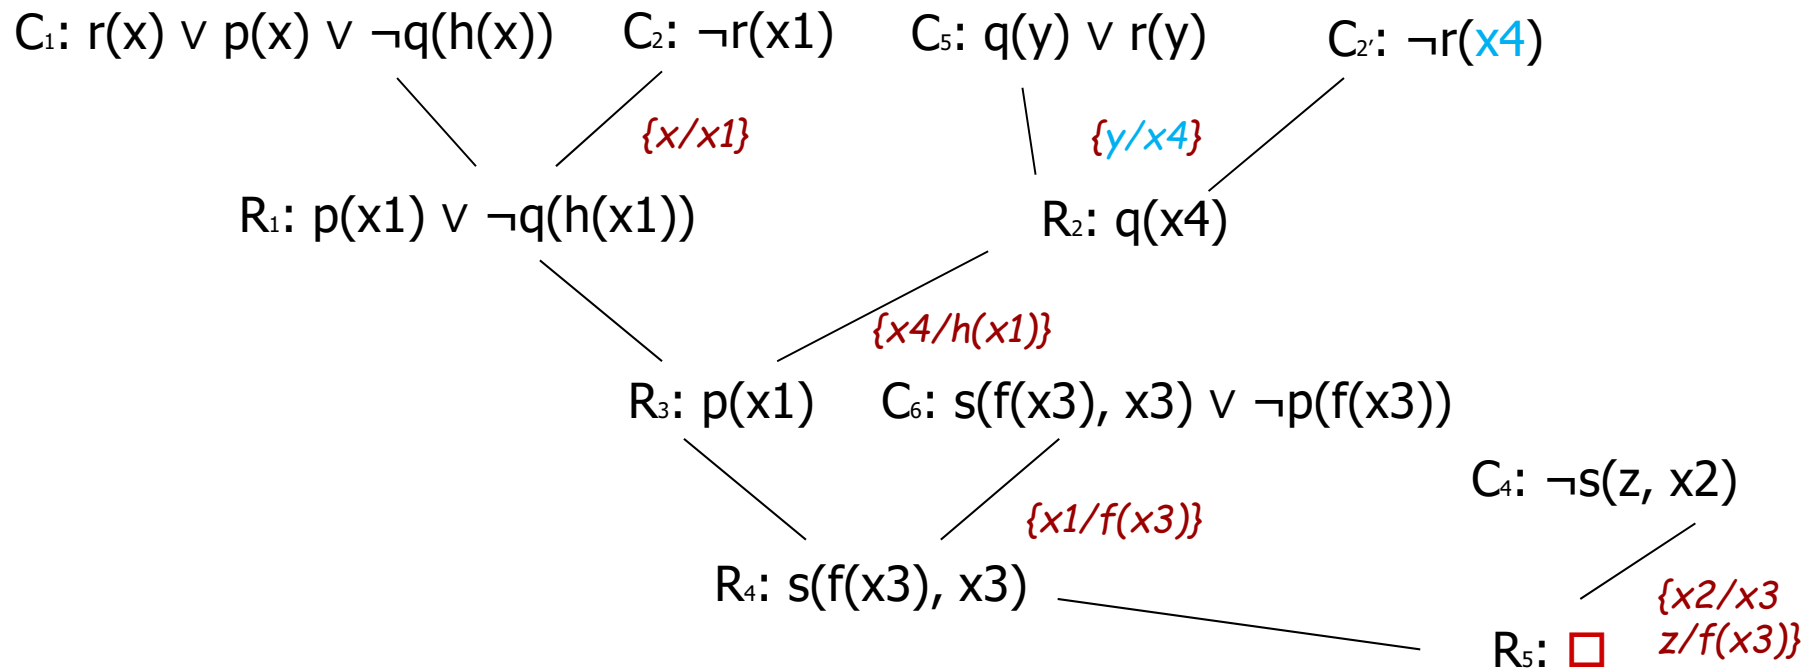 C₁: r(x) ∨ p(x) ∨ ¬q(h(x)) C₂: ¬r(x1) C₅: q(y) ∨ r(y) C₂′: ¬r(x4)
{x/x1} {y/x4}
R₁: p(x1) ∨ ¬q(h(x1)) R₂: q(x4)
{x4/h(x1)}
R₃: p(x1) C₆: s(f(x3), x3) ∨ ¬p(f(x3))
C₄: ¬s(z, x2)
{x1/f(x3)}
R₄: s(f(x3), x3)
{x2/x3
R₅: □ z/f(x3)}